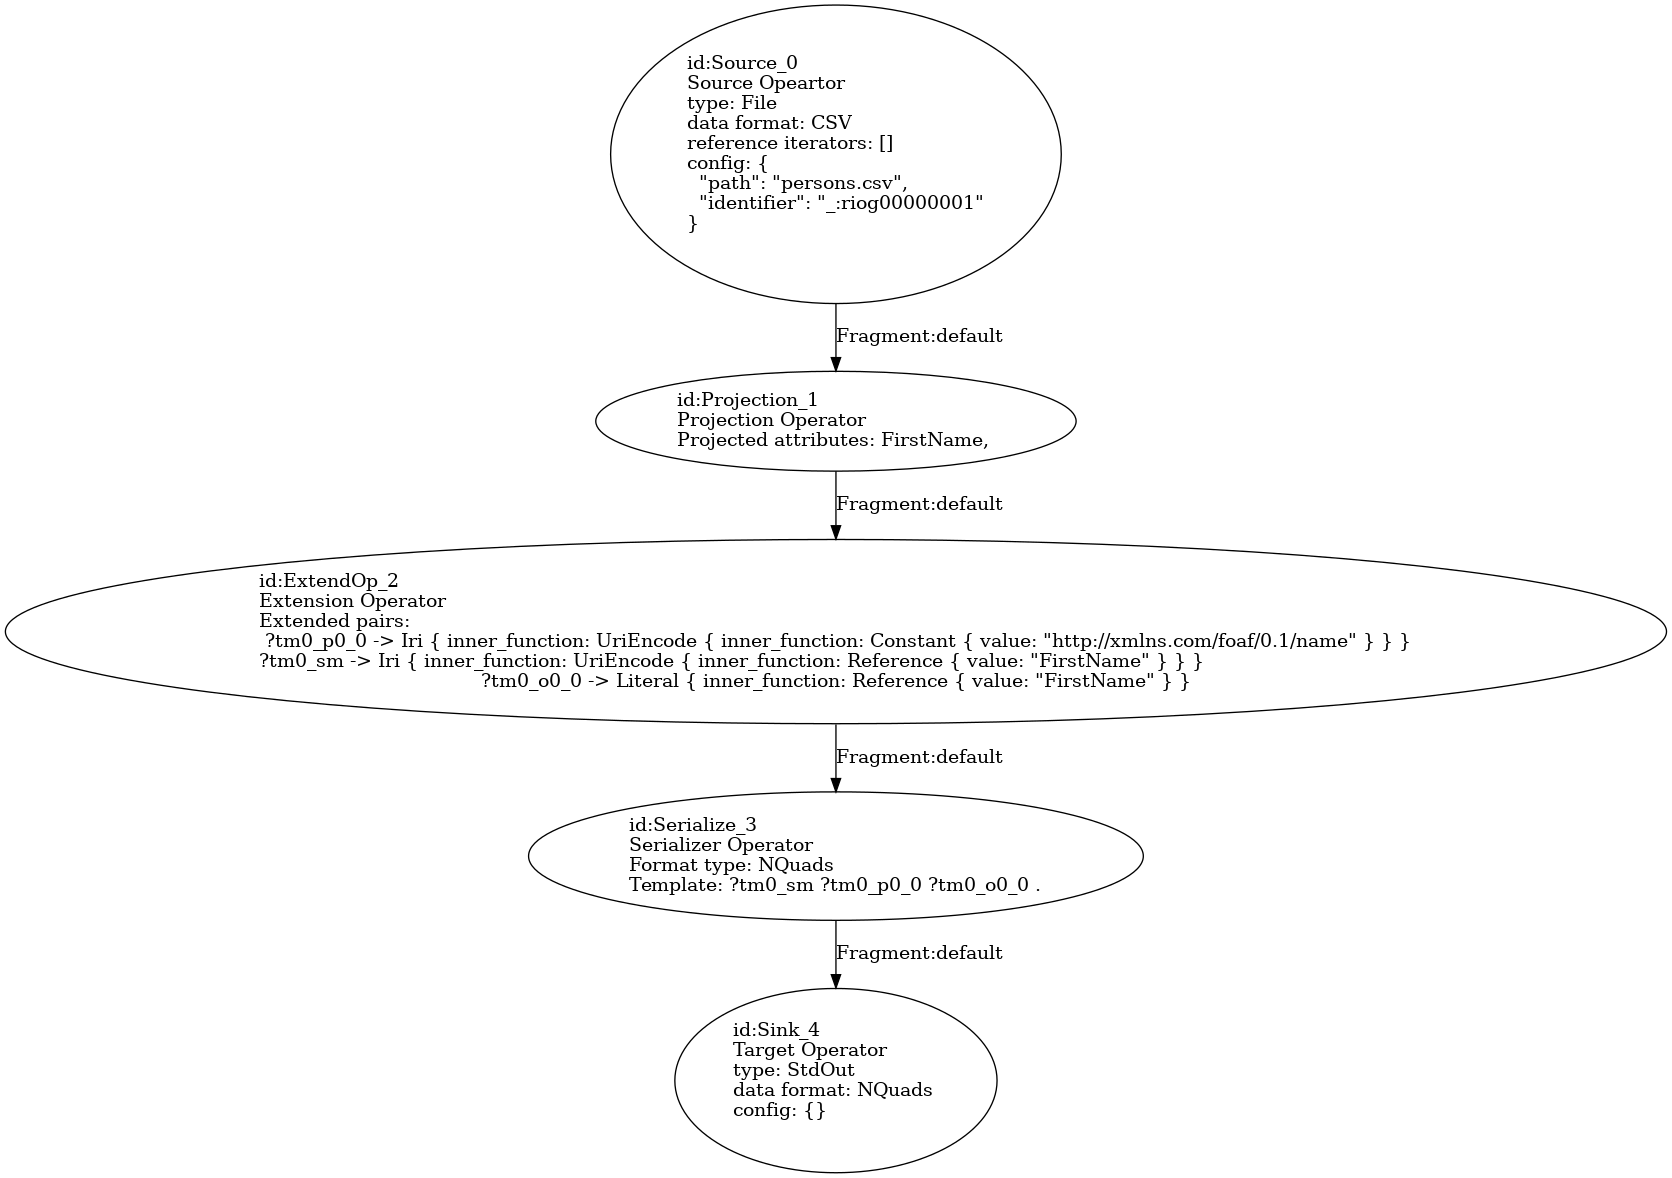 id:Source_0
Source Opeartor
type: File
data format: CSV
reference iterators: []
config: {
  "path": "persons.csv",
  "identifier": "_:riog00000001"
}
Fragment:default
id:Projection_1
Projection Operator
Projected attributes: FirstName,
Fragment:default
id:ExtendOp_2
Extension Operator
Extended pairs:
 ?tm0_p0_0 -> Iri { inner_function: UriEncode { inner_function: Constant { value: "http://xmlns.com/foaf/0.1/name" } } }
?tm0_sm -> Iri { inner_function: UriEncode { inner_function: Reference { value: "FirstName" } } }
?tm0_o0_0 -> Literal { inner_function: Reference { value: "FirstName" } }
Fragment:default
id:Serialize_3
Serializer Operator
Format type: NQuads
Template: ?tm0_sm ?tm0_p0_0 ?tm0_o0_0 .
Fragment:default
id:Sink_4
Target Operator
type: StdOut
data format: NQuads
config: {}